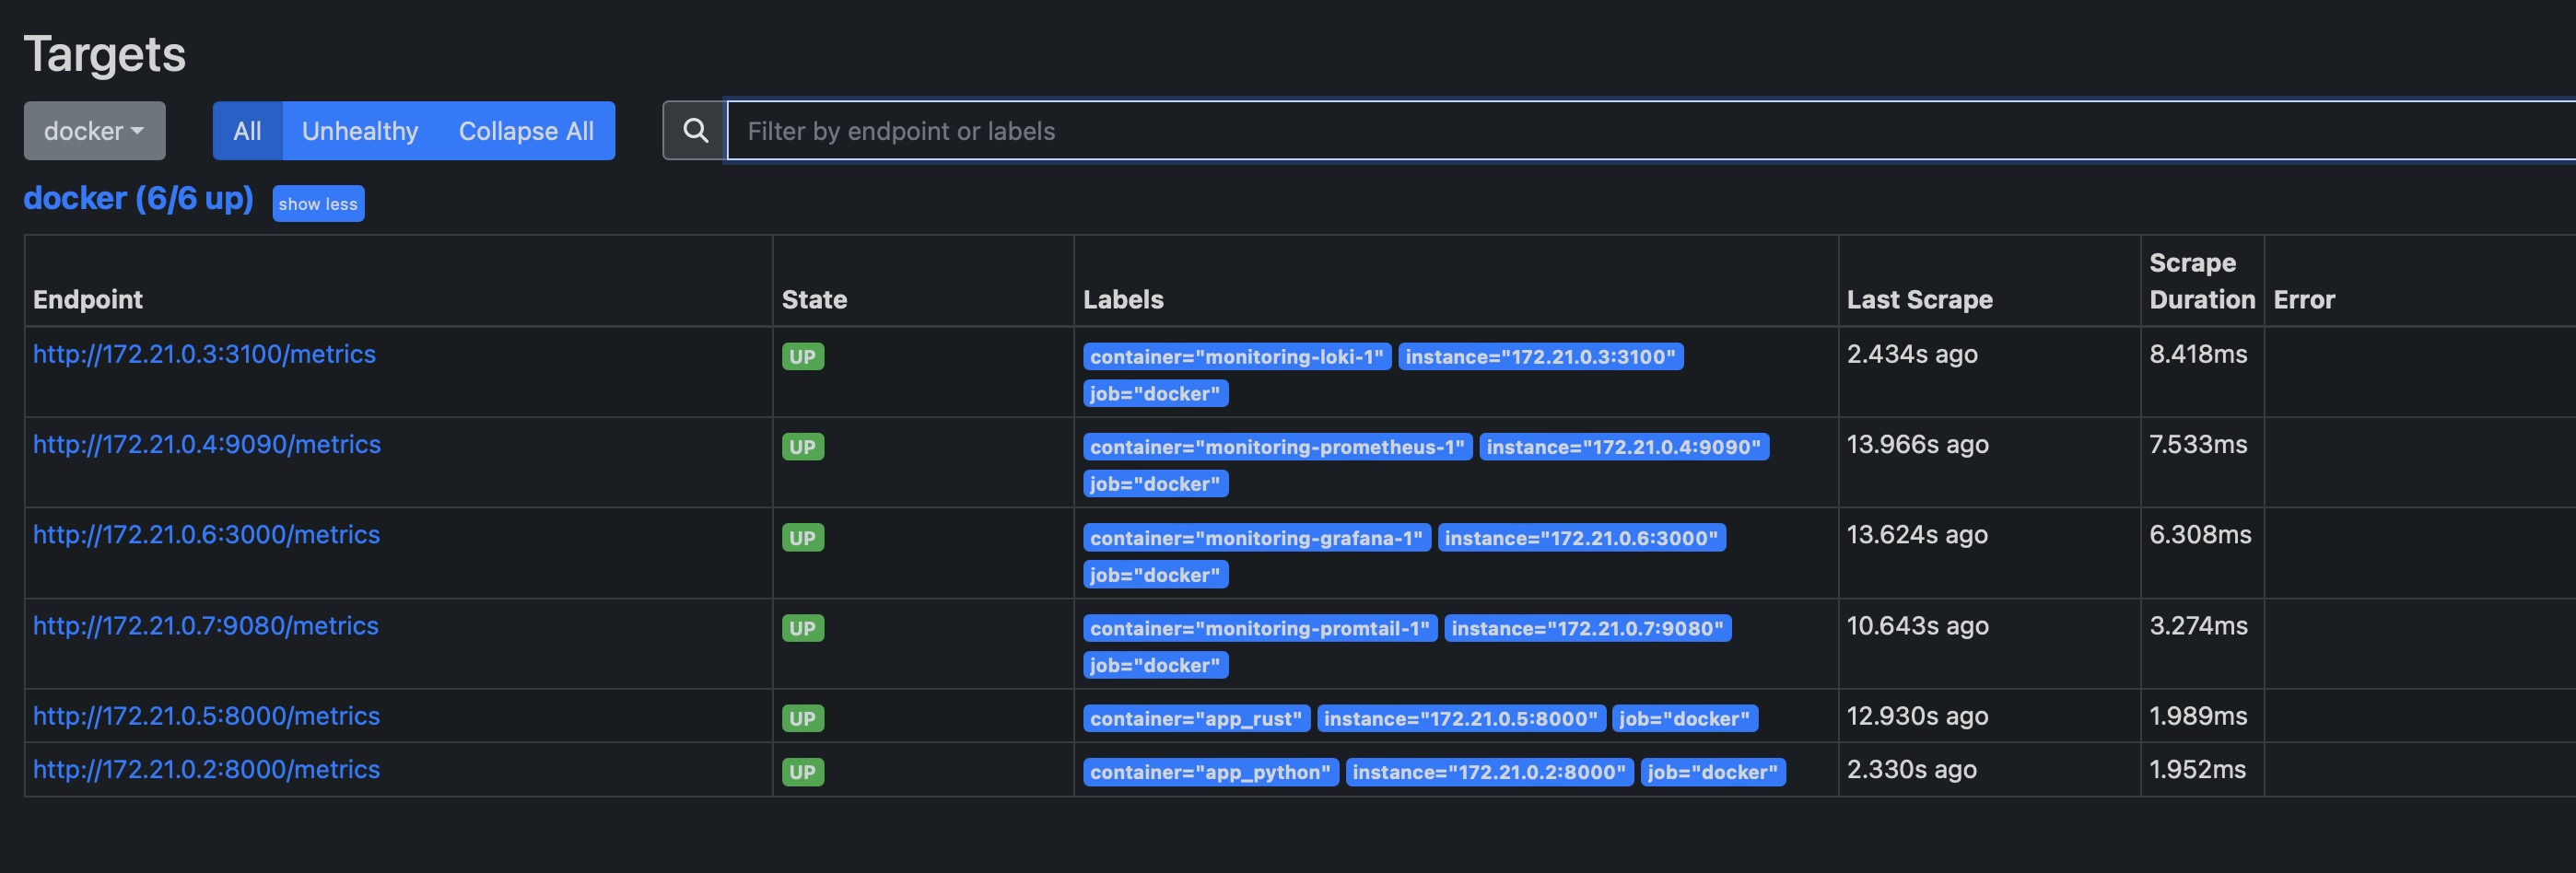 Targets
docker All Unhealthy Collapse All Filter by endpoint or labels
docker (6/6 up) show less
Endpoint State Labels Last Scrape Scrape Duration Error
http://172.21.0.3:3100/metrics UP container="monitoring-loki-1" instance="172.21.0.3:3100" 2.434s ago 8.418ms
job="docker"
http://172.21.0.4:9090/metrics UP container="monitoring-prometheus-1" instance="172.21.0.4:9090" 13.966s ago 7.533ms
job="docker"
http://172.21.0.6:3000/metrics UP container="monitoring-grafana-1" instance="172.21.0.6:3000" 13.624s ago 6.308ms
job="docker"
http://172.21.0.7:9080/metrics UP container="monitoring-promtail-1" instance="172.21.0.7:9080" 10.643s ago 3.274ms
job="docker"
http://172.21.0.5:8000/metrics UP container="app_rust" instance="172.21.0.5:8000" job="docker" 12.930s ago 1.989ms
http://172.21.0.2:8000/metrics UP container="app_python" instance="172.21.0.2:8000" job="docker" 2.330s ago 1.952ms